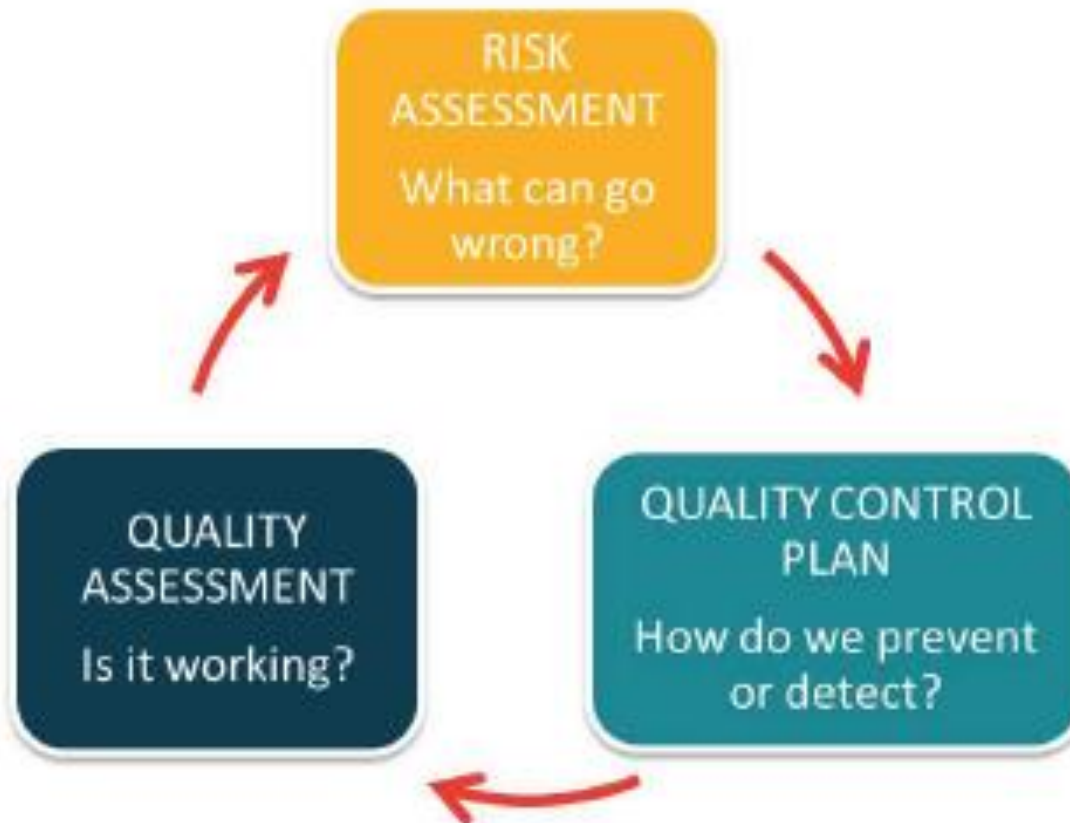 RISK
ASSESSMENT
What can go
wrong?
QUALITY CONTROL
PLAN
How do we prevent
or detect?
QUALITY
ASSESSMENT
Is it working?